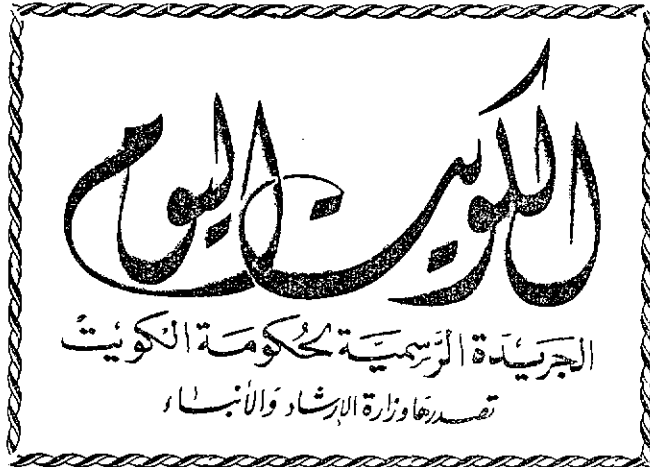 الكويت اليوم
الجريدة الرسمية لحكومة الكويت
تصدرها وزارة الإرشاد والأنباء